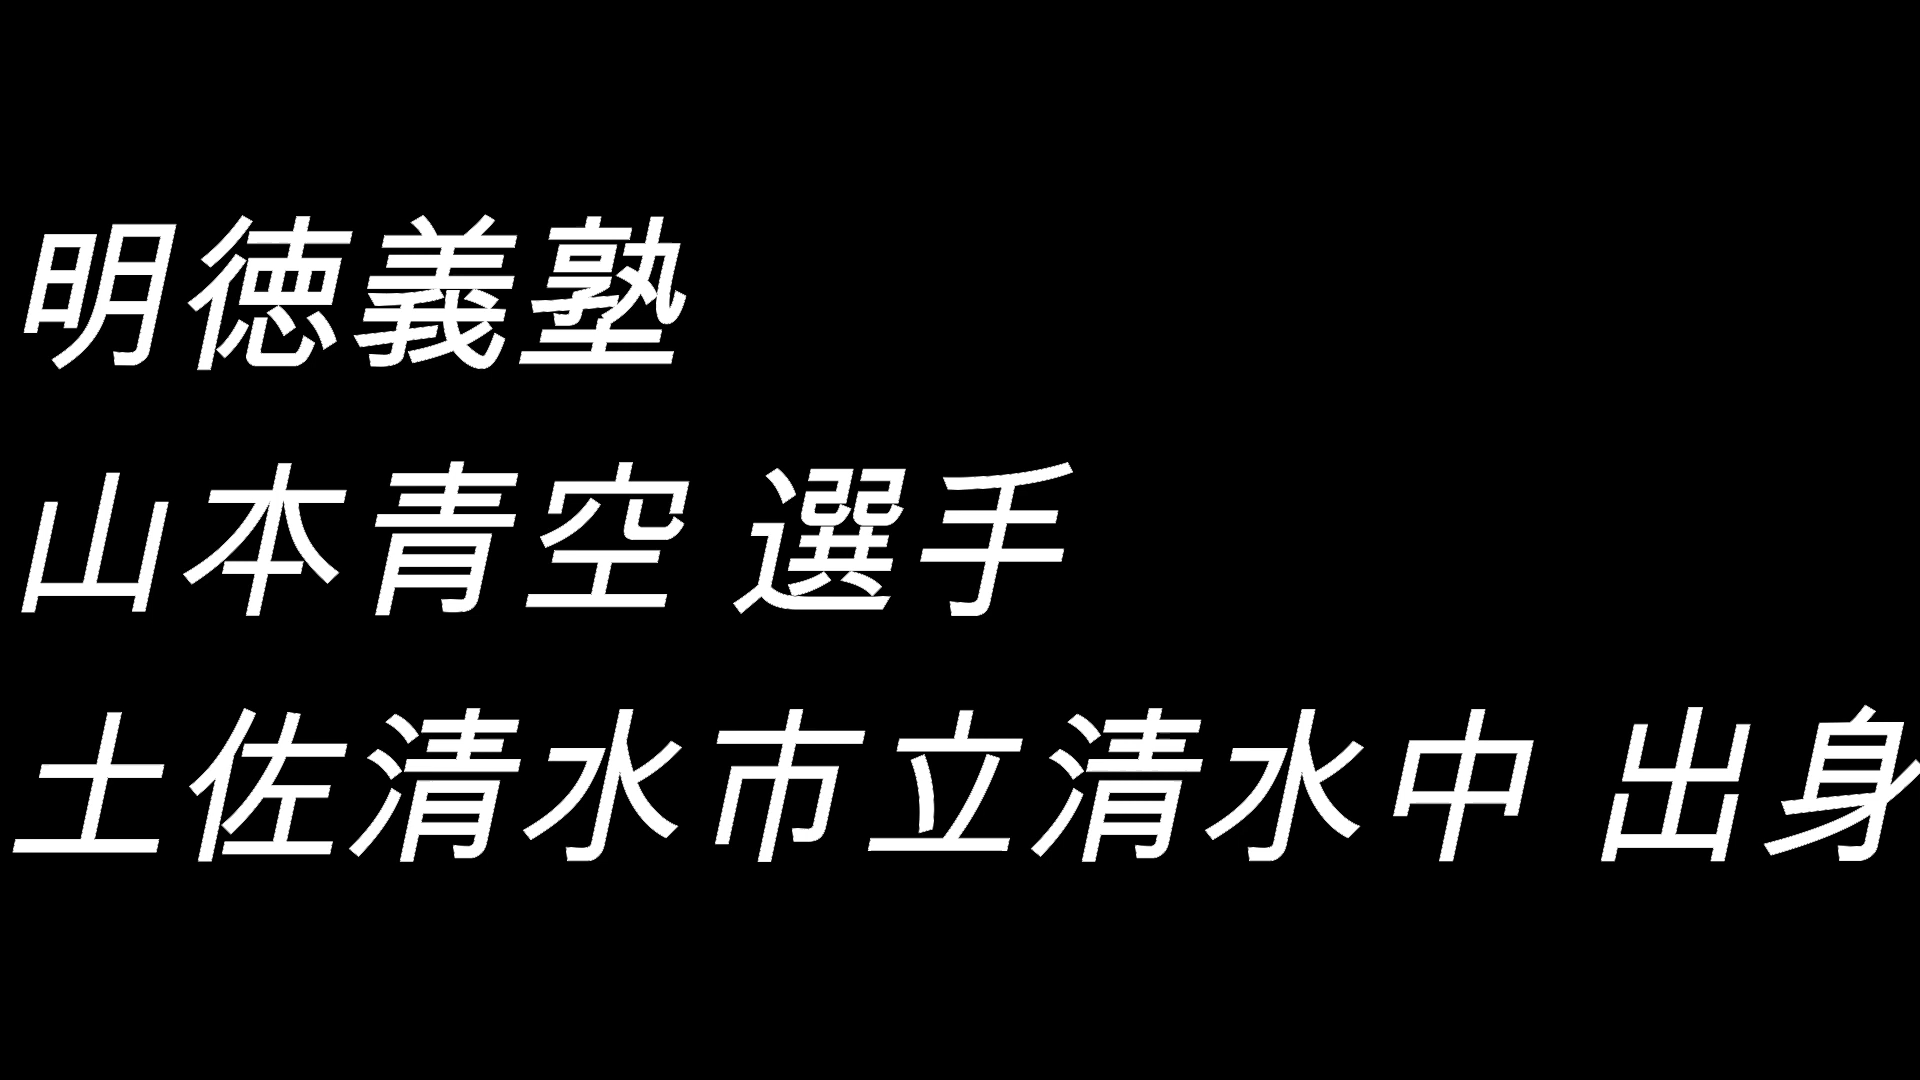 明徳義塾
山本青空 選手
土佐清水市立清水中 出身